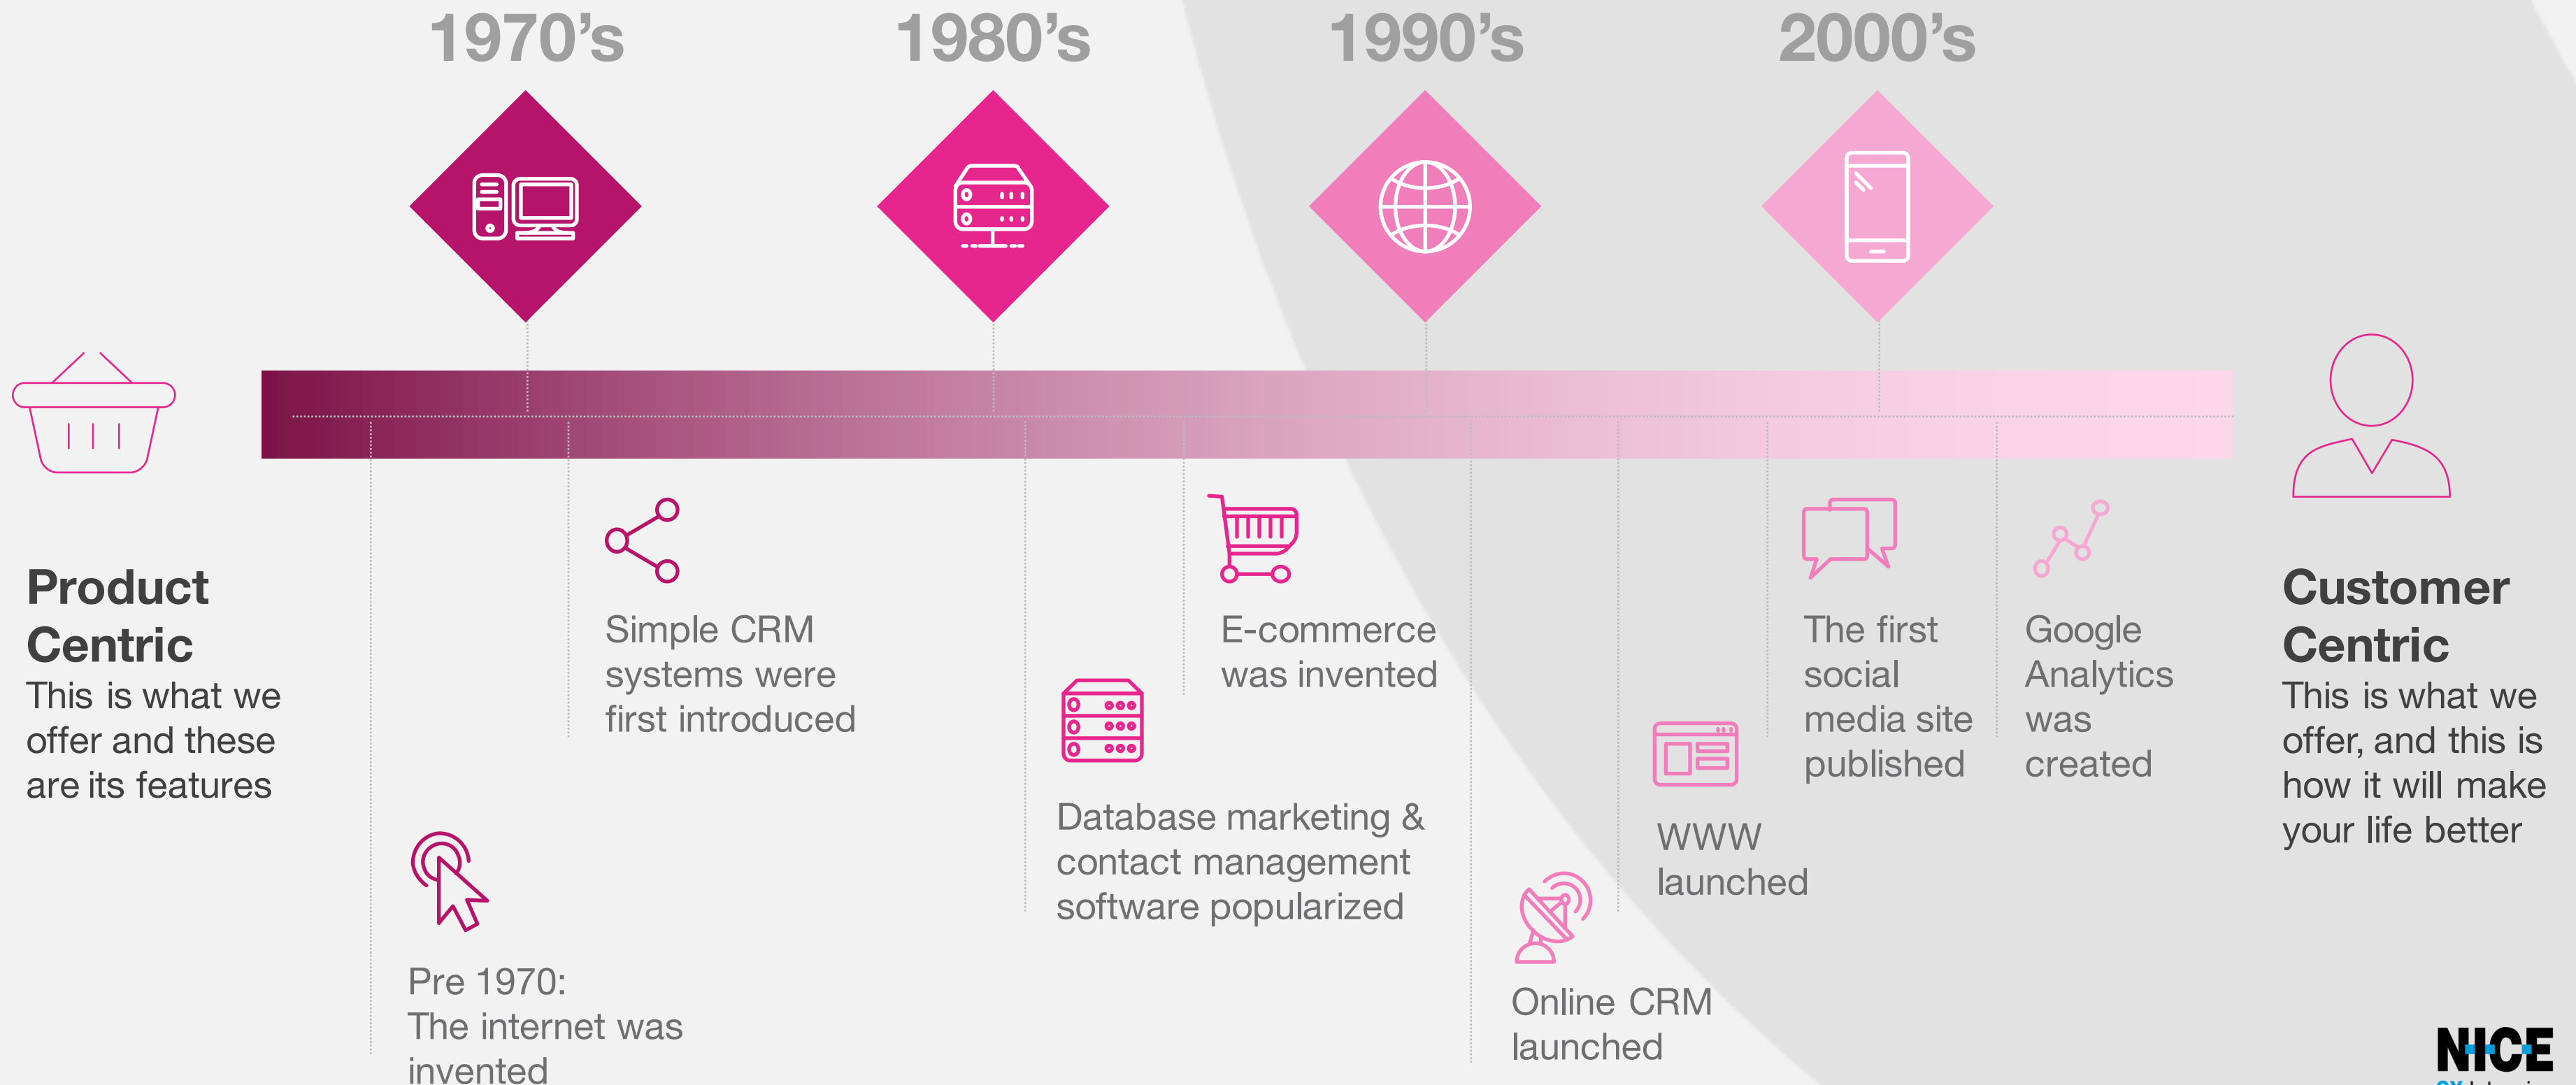 1970’s
1980’s
1990’s
2000’s
Product
Centric
This is what we
offer and these
are its features
Pre 1970:
The internet was
invented
Simple CRM
systems were
first introduced
Database marketing &
contact management
software popularized
E-commerce
was invented
Online CRM
launched
WWW
launched
The first
social
media site
published
Google
Analytics
was
created
Customer
Centric
This is what we
offer, and this is
how it will make
your life better
NICE